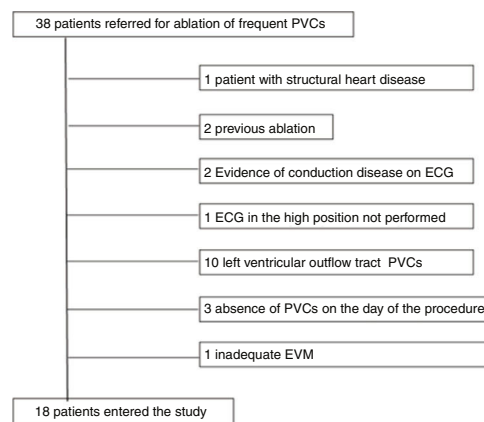 38 patients referred for ablation of frequent PVCs
1 patient with structural heart disease
2 previous ablation
2 Evidence of conduction disease on ECG
1 ECG in the high position not performed
10 left ventricular outflow tract PVCs
3 absence of PVCs on the day of the procedure
1 inadequate EVM
18 patients entered the study